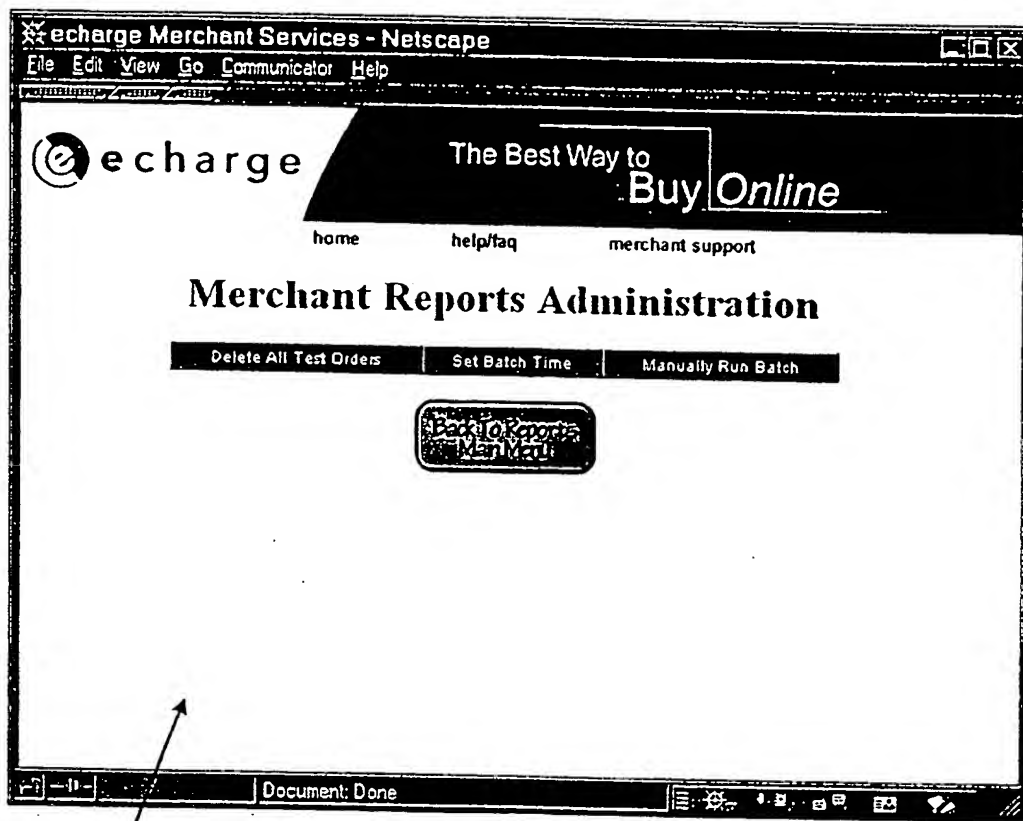 echarge Merchant Services - Netscape
File Edit View Go Communicator Help
e echarge
The Best Way to
Buy Online
home help/faq merchant support
Merchant Reports Administration
Delete All Test Orders Set Batch Time Manually Run Batch
Back To Reports
Main Menu
Document: Done